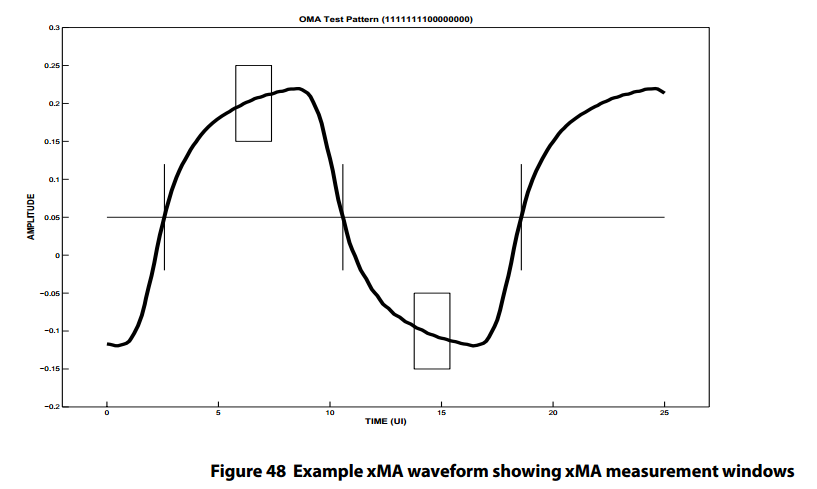 OMA Test Pattern (1111111100000000)
0.3
0.25
0.2
0.15
0.1
0.05
0
−0.05
−0.1
−0.15
−0.2
AMPLITUDE
0 5 10 15 20 25
TIME (UI)
Figure 48 Example xMA waveform showing xMA measurement windows